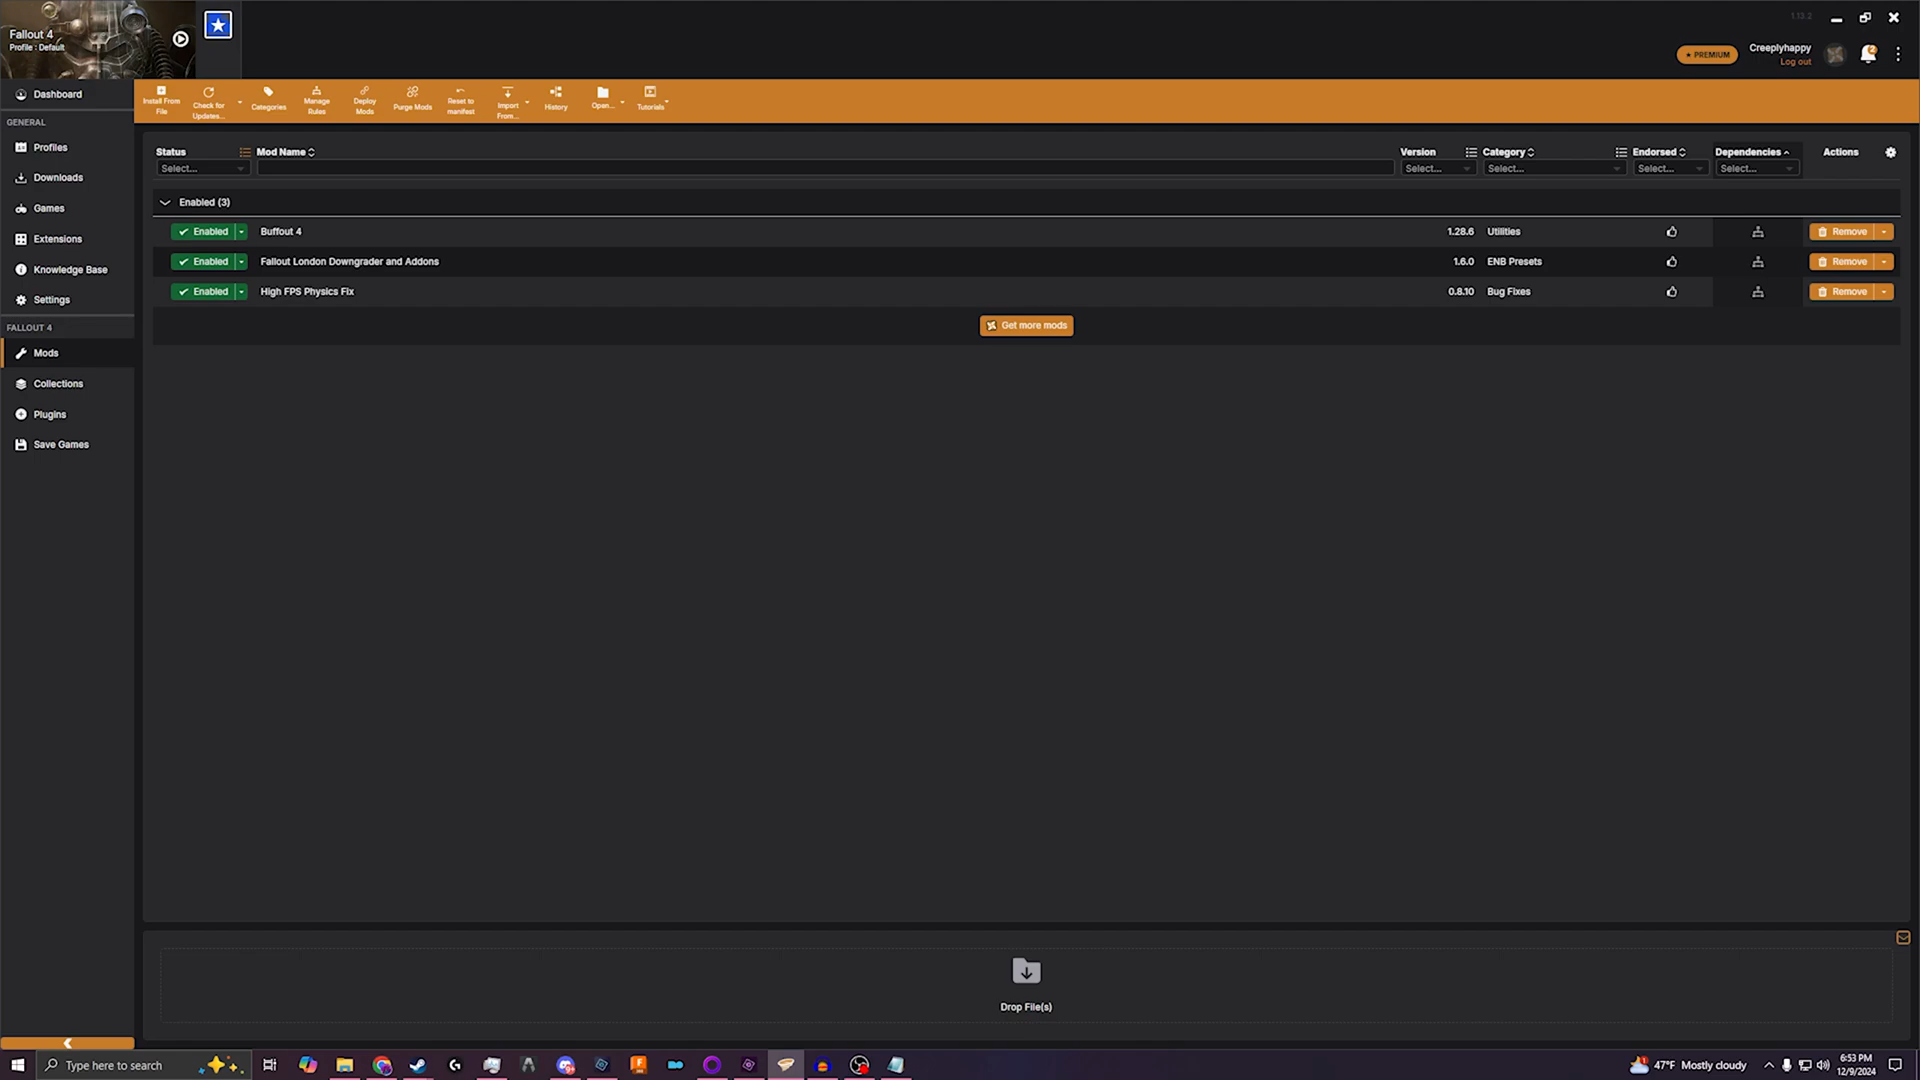 Fallout 4
Profile : Default
1.13.2
PREMIUM
Creeplyhappy
Log out
2
Dashboard
GENERAL
Profiles
Downloads
Games
Extensions
Knowledge Base
Settings
FALLOUT 4
Mods
Collections
Plugins
Save Games
Install From
File
Check for
Updates...
Categories
Manage
Rules
Deploy
Mods
Purge Mods
Reset to
manifest
Import
From...
History
Open...
Tutorials
Status
Mod Name
Version
Category
Endorsed
Dependencies
Actions
Select...
Select...
Select...
Select...
Select...
Enabled (3)
Enabled Buffout 4 1.28.6 Utilities Remove
Enabled Fallout London Downgrader and Addons 1.6.0 ENB Presets Remove
Enabled High FPS Physics Fix 0.8.10 Bug Fixes Remove
Get more mods
Drop File(s)
Type here to search
47°F Mostly cloudy
6:53 PM
12/9/2024